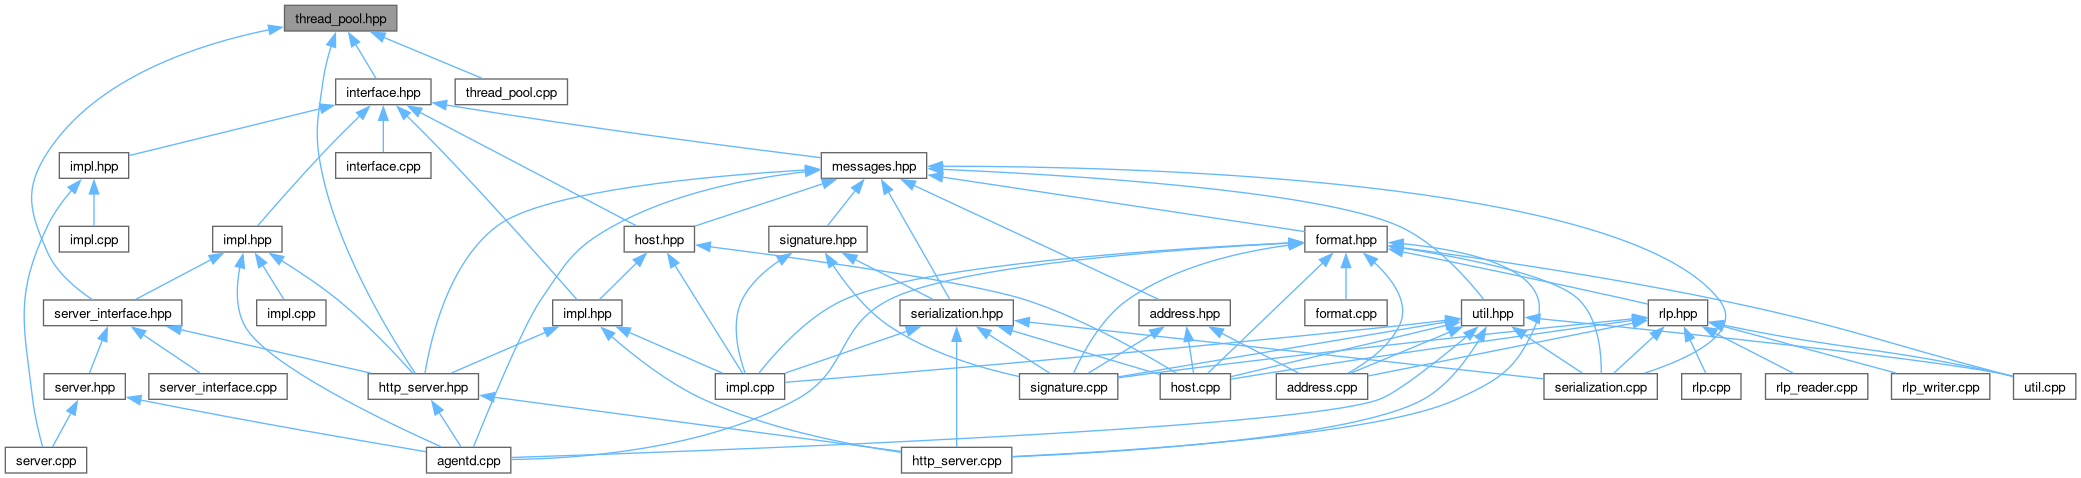 thread_pool.hpp
interface.hpp
thread_pool.cpp
impl.hpp
interface.cpp
messages.hpp
impl.cpp
impl.hpp
host.hpp
signature.hpp
format.hpp
server_interface.hpp
impl.cpp
impl.hpp
serialization.hpp
address.hpp
format.cpp
util.hpp
rlp.hpp
server.hpp
server_interface.cpp
http_server.hpp
impl.cpp
signature.cpp
host.cpp
address.cpp
serialization.cpp
rlp.cpp
rlp_reader.cpp
rlp_writer.cpp
util.cpp
server.cpp
agentd.cpp
http_server.cpp